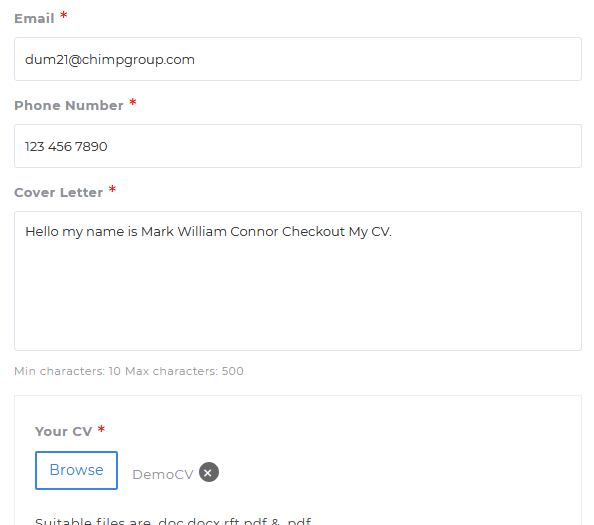 Email *
dum21@chimpgroup.com
Phone Number *
123 456 7890
Cover Letter *
Hello my name is Mark William Connor Checkout My CV.
Min characters: 10 Max characters: 500
Your CV *
Browse DemoCV ×
Suitable files are .doc,docx,rft,pdf & .pdf